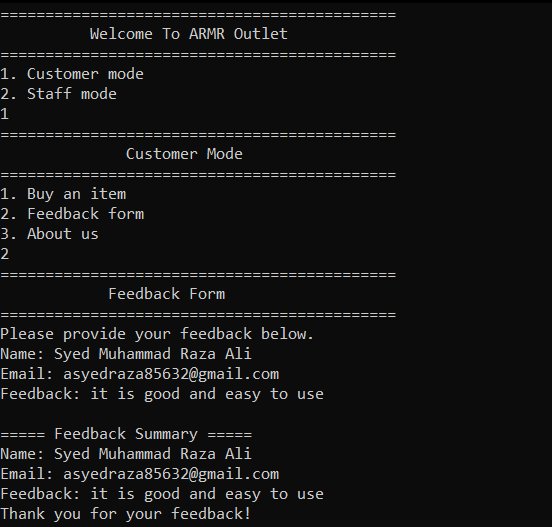 ============================================
Welcome To ARMR Outlet
============================================
1. Customer mode
2. Staff mode
1
============================================
Customer Mode
============================================
1. Buy an item
2. Feedback form
3. About us
2
============================================
Feedback Form
============================================
Please provide your feedback below.
Name: Syed Muhammad Raza Ali
Email: asyedraza85632@gmail.com
Feedback: it is good and easy to use

===== Feedback Summary =====
Name: Syed Muhammad Raza Ali
Email: asyedraza85632@gmail.com
Feedback: it is good and easy to use
Thank you for your feedback!